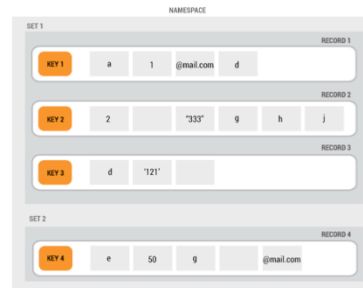 NAMESPACE
SET 1
RECORD 1
KEY 1 a 1 @mail.com d
RECORD 2
KEY 2 2 "333" g h j
RECORD 3
KEY 3 d '121'
SET 2
RECORD 4
KEY 4 e 50 g @mail.com